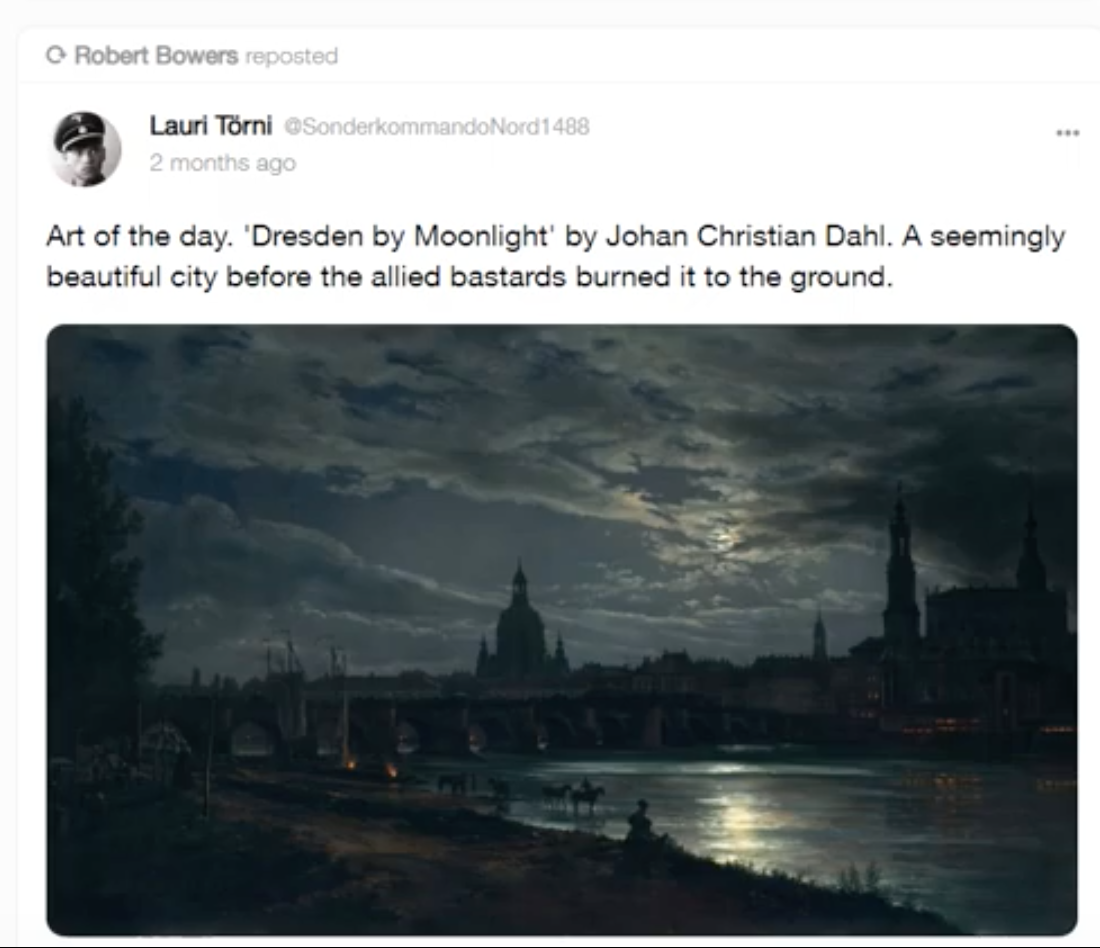 Robert Bowers reposted
Lauri Törni @SonderkommandoNord1488
2 months ago
Art of the day. 'Dresden by Moonlight' by Johan Christian Dahl. A seemingly
beautiful city before the allied bastards burned it to the ground.